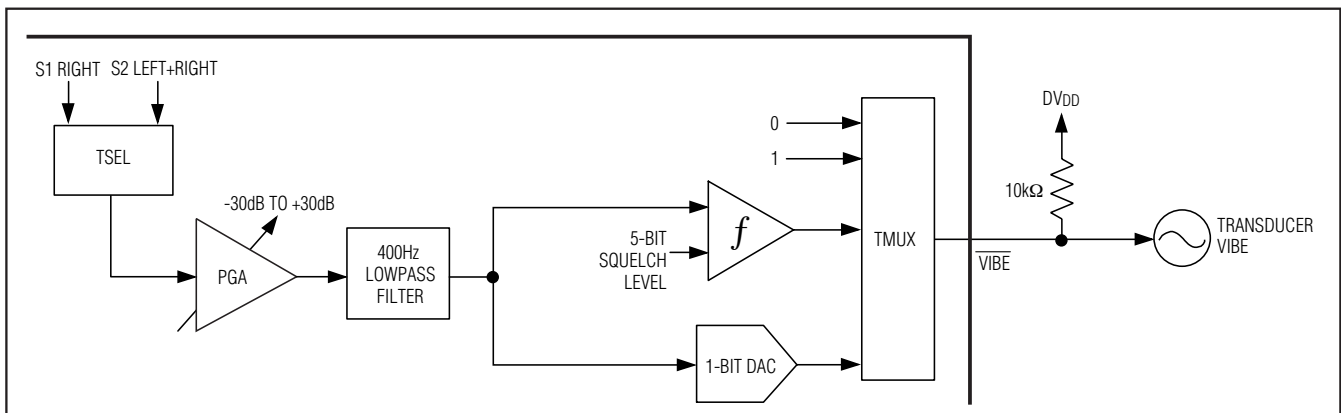 S1 RIGHT
S2 LEFT+RIGHT
TSEL
-30dB TO +30dB
PGA
400Hz
LOWPASS
FILTER
5-BIT
SQUELCH
LEVEL
f
1-BIT DAC
0
1
TMUX
VIBE
DVDD
10kΩ
TRANSDUCER
VIBE